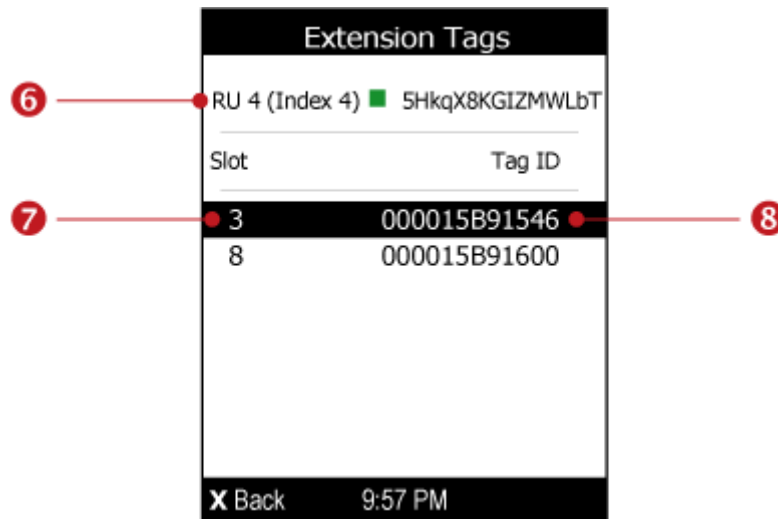 Extension Tags
6 RU 4 (Index 4) 5HkqX8KGIZMWLbT
Slot Tag ID
7 3 000015B91546 8
8 000015B91600
X Back 9:57 PM